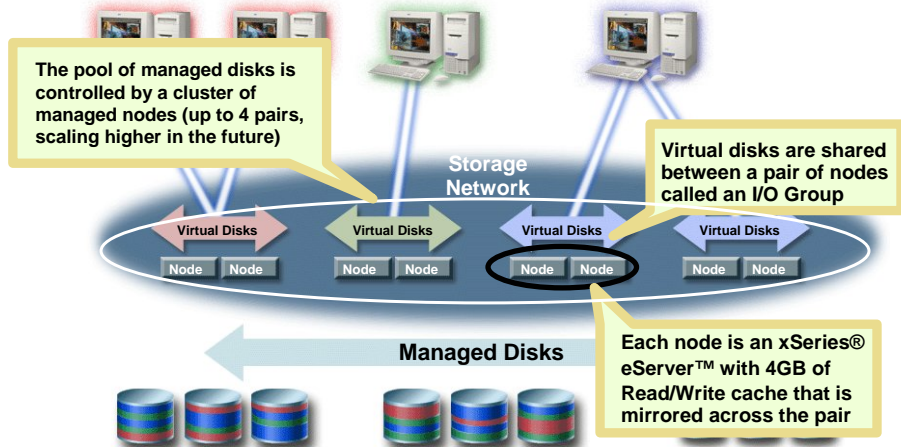 The pool of managed disks is
controlled by a cluster of
managed nodes (up to 4 pairs,
scaling higher in the future)
Storage
Network
Virtual disks are shared
between a pair of nodes
called an I/O Group
Virtual Disks
Virtual Disks
Virtual Disks
Virtual Disks
Node
Node
Node
Node
Node
Node
Node
Node
Managed Disks
Each node is an xSeries®
eServer™ with 4GB of
Read/Write cache that is
mirrored across the pair